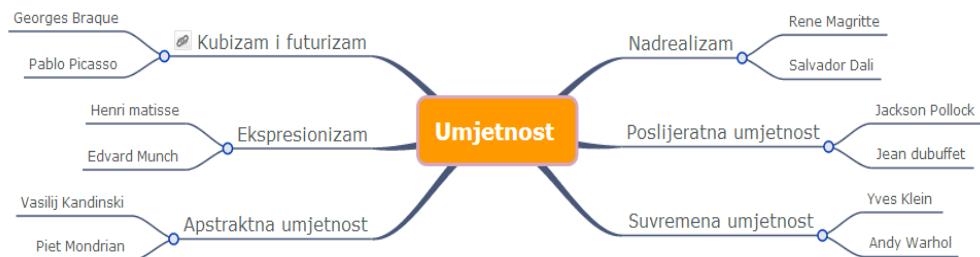 Umjetnost
Kubizam i futurizam
Georges Braque
Pablo Picasso
Ekspresionizam
Henri matisse
Edvard Munch
Apstraktna umjetnost
Vasilij Kandinski
Piet Mondrian
Nadrealizam
Rene Magritte
Salvador Dali
Poslijeratna umjetnost
Jackson Pollock
Jean dubuffet
Suvremena umjetnost
Yves Klein
Andy Warhol